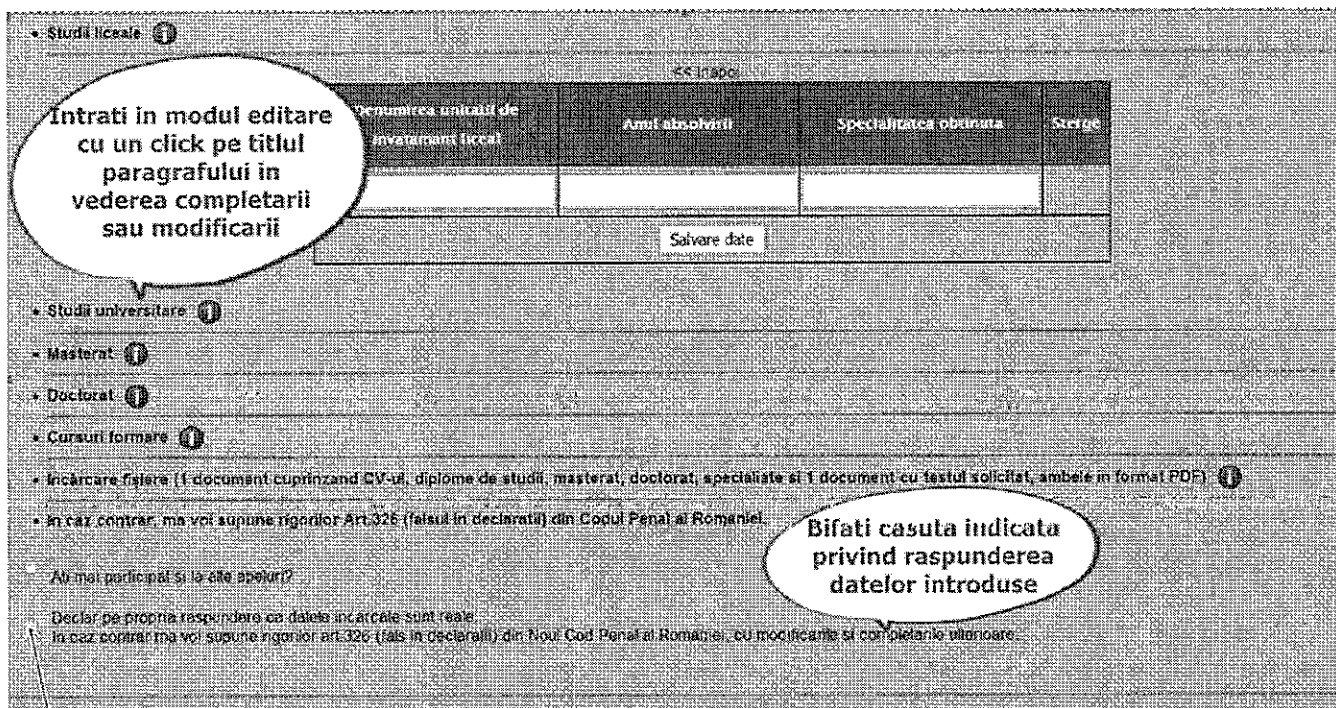 • Studii liceale
<< Inapoi
Denumirea unitatii de
invatamant liceal
Anul absolvirii
Specialitatea obtinuta
Sterge
Intrati in modul editare
cu un click pe titlul
paragrafului in
vederea completarii
sau modificarii
Salvare date
• Studii universitare
• Masterat
• Doctorat
• Cursuri formare
• Incărcare fisiere (1 document cuprinzand CV-ul, diplome de studii, masterat, doctorat, specialiate si 1 document cu testul solicitat, ambele in format PDF)
• In caz contrar, ma voi supune rigorilor Art.326 (falsul in declaratii) din Codul Penal al Romaniei.
Bifati casuta indicata
privind raspunderea
datelor introduse
Ati mai participat si la alte apeluri?
Declar pe propria raspundere ca datele incarcate sunt reale
In caz contrar ma voi supune rigorilor art.326 (fals in declaratii) din Noul Cod Penal al Romaniei, cu modificarile si completarile ulterioare.